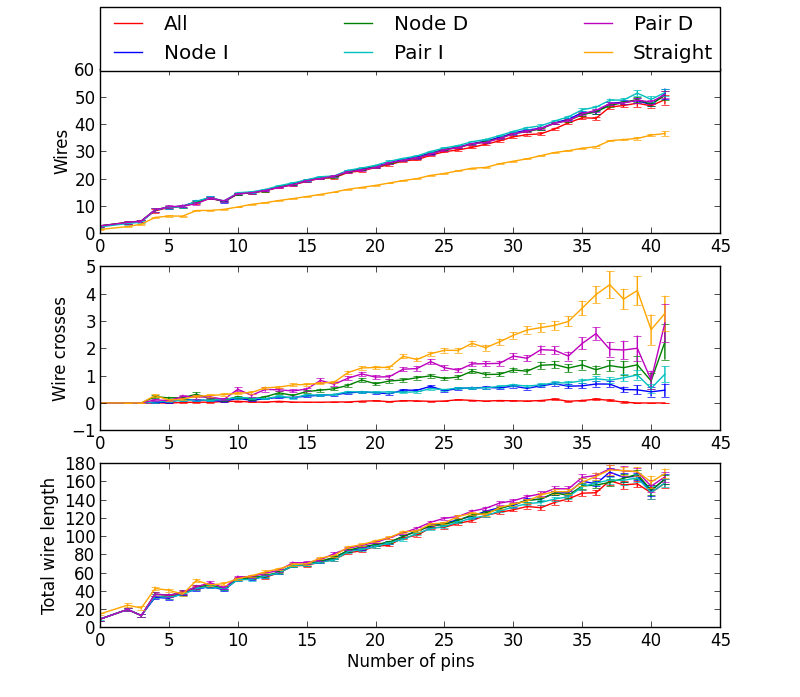 All Node D Pair D
Node I Pair I Straight
60
50
40
30
20
10
0
Wires
0 5 10 15 20 25 30 35 40 45
5
4
3
2
1
0
−1
Wire crosses
0 5 10 15 20 25 30 35 40 45
180
160
140
120
100
80
60
40
20
0
Total wire length
0 5 10 15 20 25 30 35 40 45
Number of pins